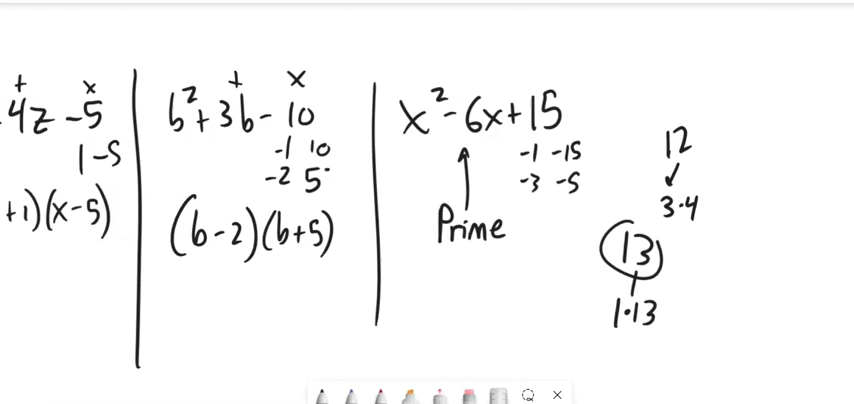 + x
4z - 5
1 -5
+1)(x-5)
+ x
b² + 3b - 10
-1 10
-2 5
(b-2)(b+5)
x² - 6x + 15
-1 -15
-3 -5
Prime
12
3·4
13
1·13